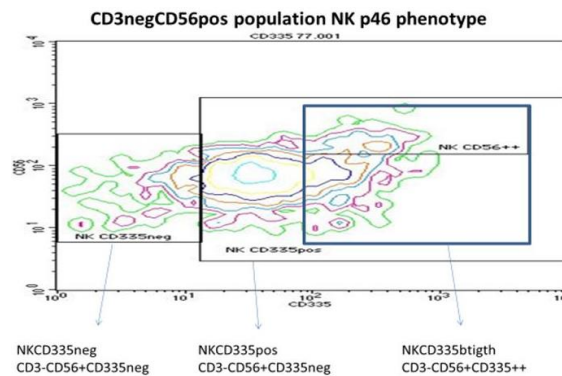 CD3negCD56pos population NK p46 phenotype
CD335 77.001
10^4
10^3
10^2
10^1
10^0
CD56
NK CD56++
NK CD335neg
NK CD335pos
10^0 10^1 10^2 10^3
CD335
NKCD335neg
CD3-CD56+CD335neg
NKCD335pos
CD3-CD56+CD335neg
NKCD335btigth
CD3-CD56+CD335++